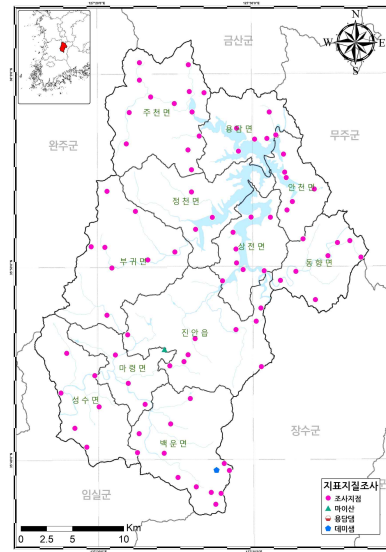 금산군
N
W
E
S
주천면
용담면
완주군
무주군
안천면
정천면
상전면
동향면
부귀면
진안읍
마령면
성수면
백운면
장수군
임실군
지표지질조사
조사지점
마이산
용담댐
데미샘
0 2.5 5 10
Km